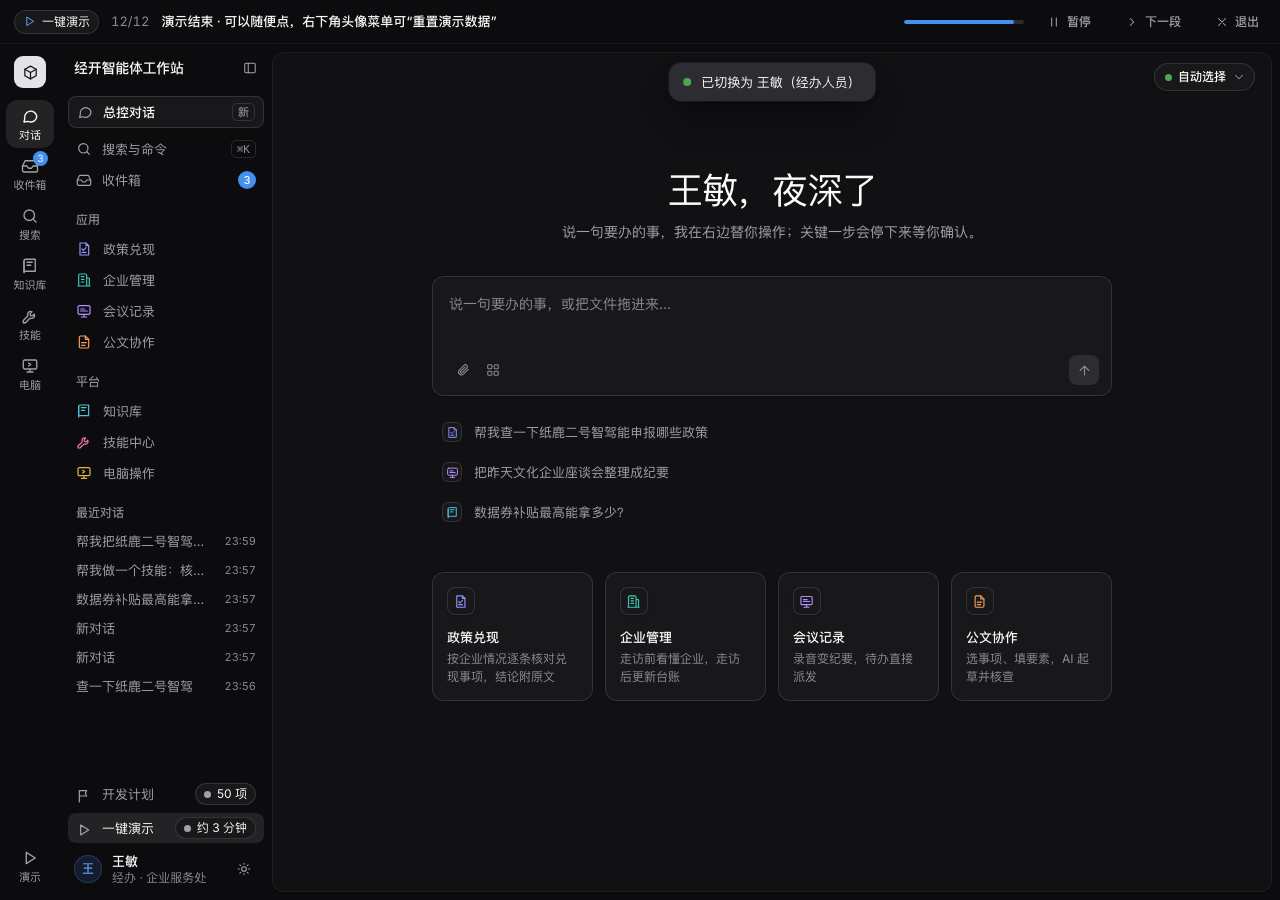 一键演示
12/12
演示结束 · 可以随便点，右下角头像菜单可“重置演示数据”
暂停
下一段
退出
对话
3
收件箱
搜索
知识库
技能
电脑
演示
经开智能体工作站
总控对话
新
搜索与命令
⌘K
收件箱
3
应用
政策兑现
企业管理
会议记录
公文协作
平台
知识库
技能中心
电脑操作
最近对话
帮我把纸鹿二号智驾... 23:59
帮我做一个技能：核... 23:57
数据券补贴最高能拿... 23:57
新对话 23:57
新对话 23:57
查一下纸鹿二号智驾 23:56
开发计划
50 项
一键演示
约 3 分钟
王
王敏
经办 · 企业服务处
已切换为 王敏（经办人员）
自动选择
王敏，夜深了
说一句要办的事，我在右边替你操作；关键一步会停下来等你确认。
说一句要办的事，或把文件拖进来...
帮我查一下纸鹿二号智驾能申报哪些政策
把昨天文化企业座谈会整理成纪要
数据券补贴最高能拿多少?
政策兑现
按企业情况逐条核对兑
现事项，结论附原文
企业管理
走访前看懂企业，走访
后更新台账
会议记录
录音变纪要，待办直接
派发
公文协作
选事项、填要素，AI 起
草并核查